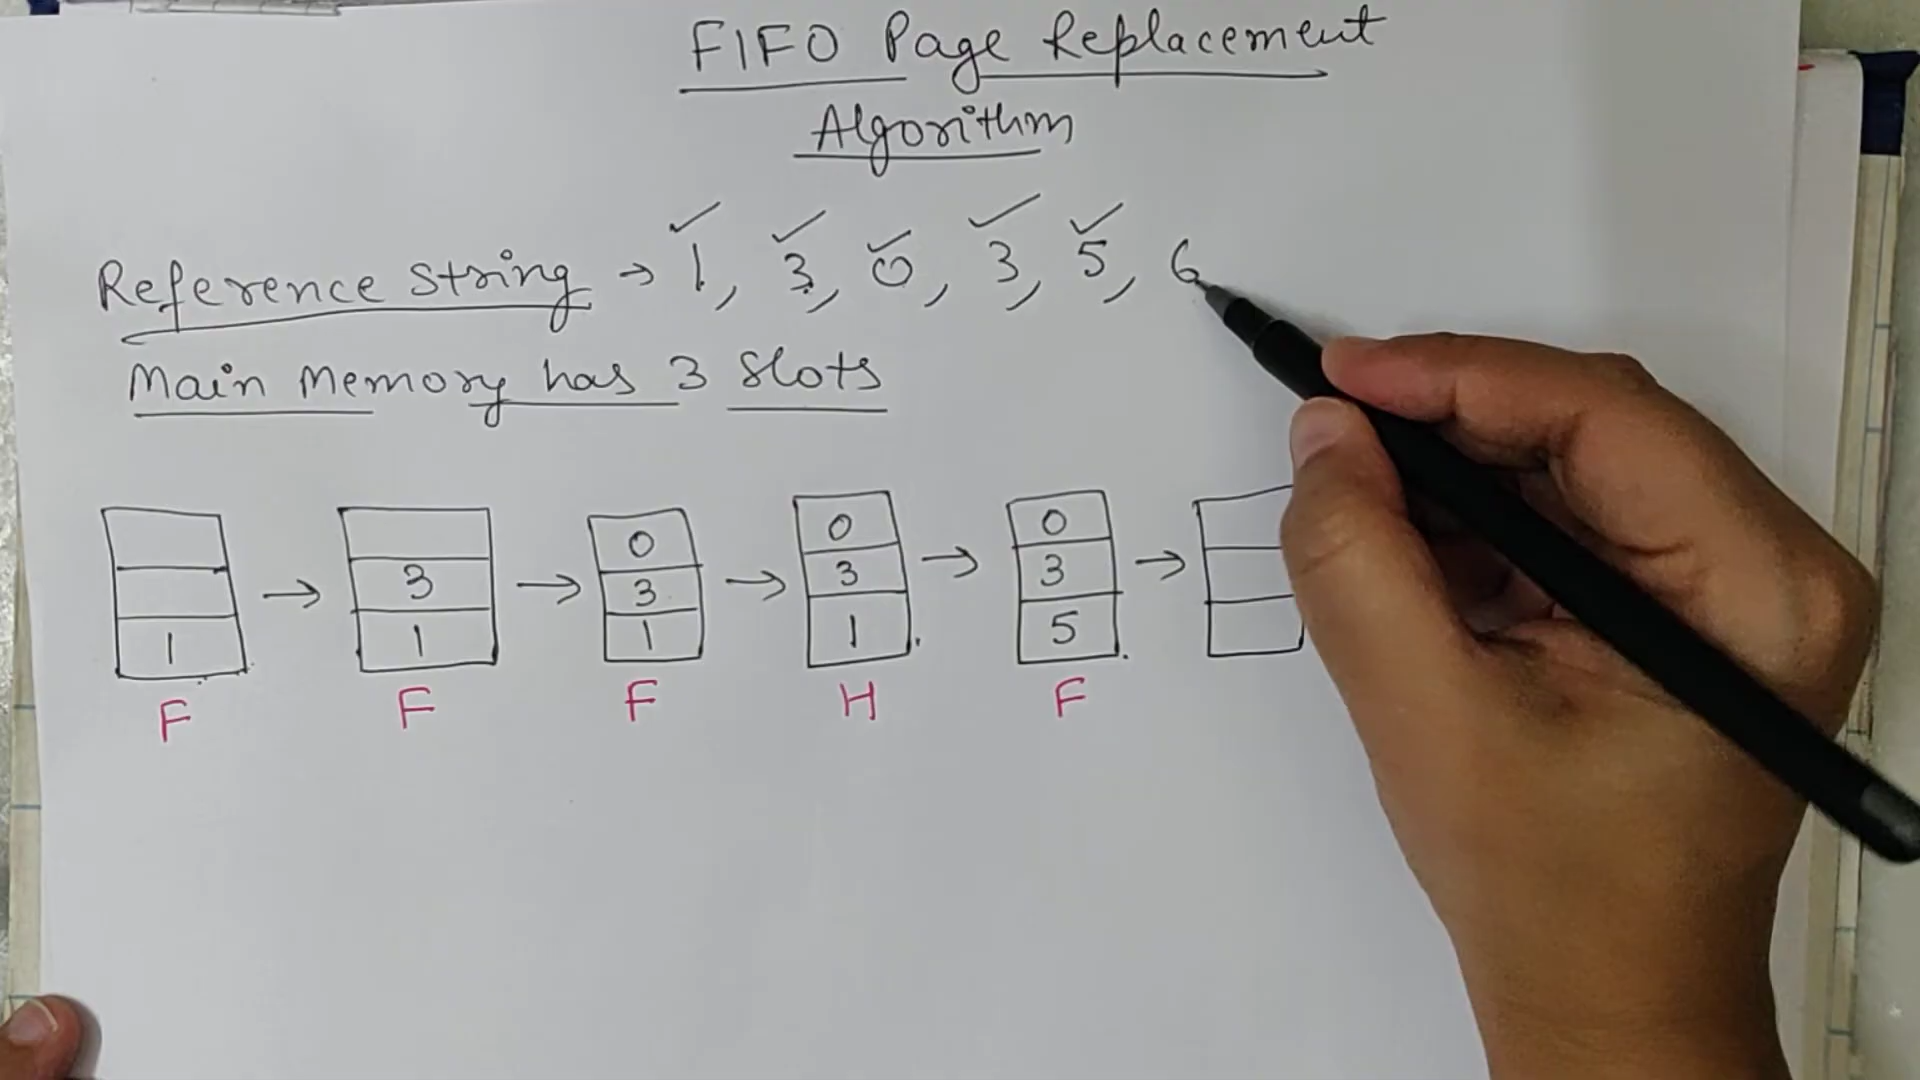 FIFO Page Replacement
Algorithm
Reference string → 1, 3, 0, 3, 5, 6
Main Memory has 3 Slots
0 0 0
3 3 3 3
1 1 1 1 5
F F F H F